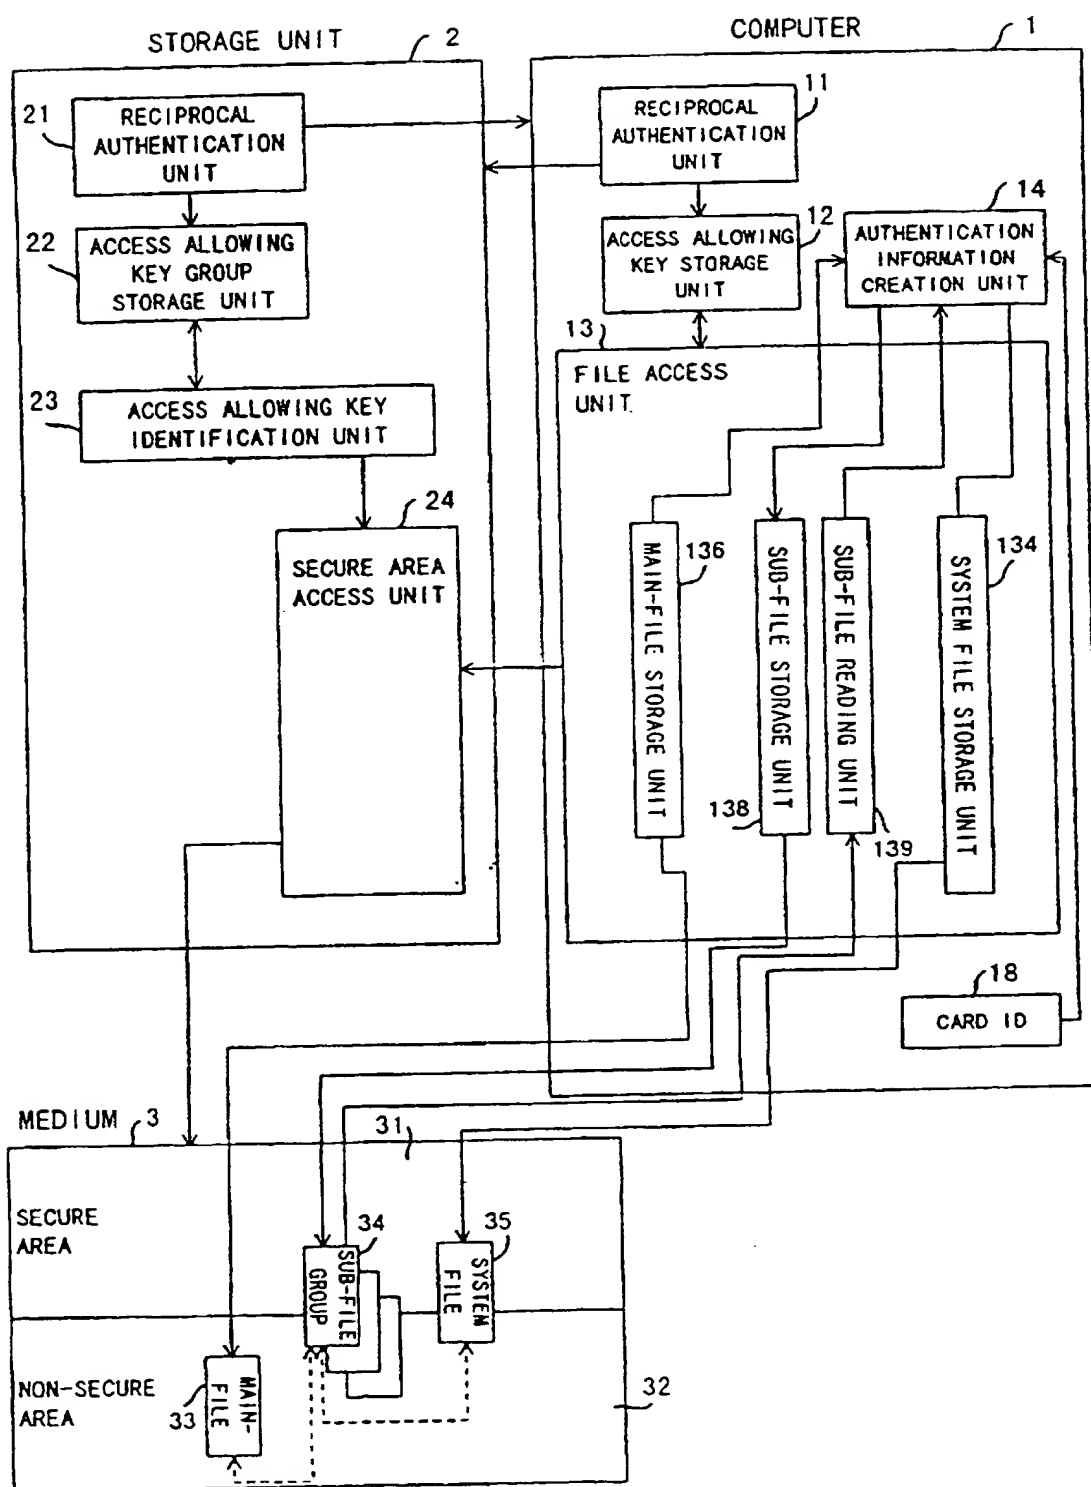 STORAGE UNIT
2
COMPUTER
1
21
RECIPROCAL
AUTHENTICATION
UNIT
11
RECIPROCAL
AUTHENTICATION
UNIT
22
ACCESS ALLOWING
KEY GROUP
STORAGE UNIT
12
ACCESS ALLOWING
KEY STORAGE
UNIT
14
AUTHENTICATION
INFORMATION
CREATION UNIT
23
ACCESS ALLOWING KEY
IDENTIFICATION UNIT
13
FILE ACCESS
UNIT
24
SECURE AREA
ACCESS UNIT
MAIN-FILE STORAGE UNIT
136
SUB-FILE STORAGE UNIT
138
SUB-FILE READING UNIT
139
SYSTEM FILE STORAGE UNIT
134
18
CARD ID
MEDIUM
3
31
SECURE
AREA
34
SUB-FILE
GROUP
35
SYSTEM
FILE
NON-SECURE
AREA
33
MAIN-
FILE
32